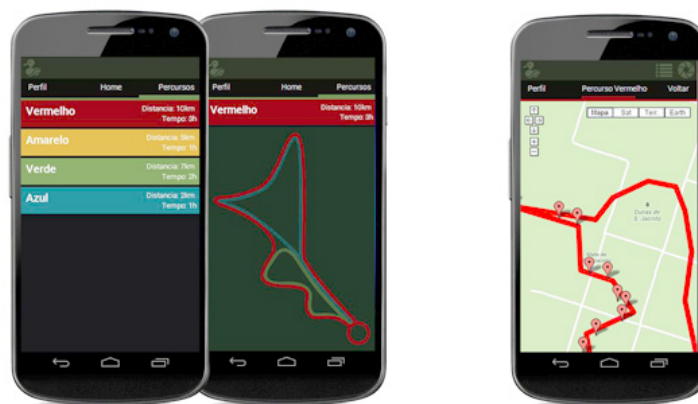 Perfil Home Percursos
Vermelho Distancia: 10km
Tempo: 3h
Amarelo Distancia: 5km
Tempo: 1h
Verde Distancia: 7km
Tempo: 2h
Azul Distancia: 2km
Tempo: 1h
Perfil Home Percursos
Vermelho Distancia: 10km
Tempo: 3h
Perfil Percurso Vermelho Voltar
Mapa Sat Terr. Earth
Dunas de
S. Jacinto